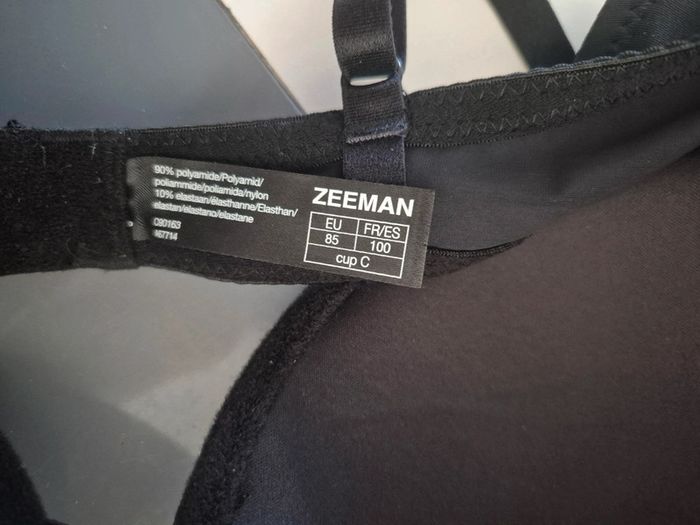 90% polyamide/Polyamid/
poliammide/poliamida/nylon
10% elastaan/élasthanne/Elasthan/
elastan/elastano/elastane
090163
467714
ZEEMAN
EU FR/ES
85 100
cup C